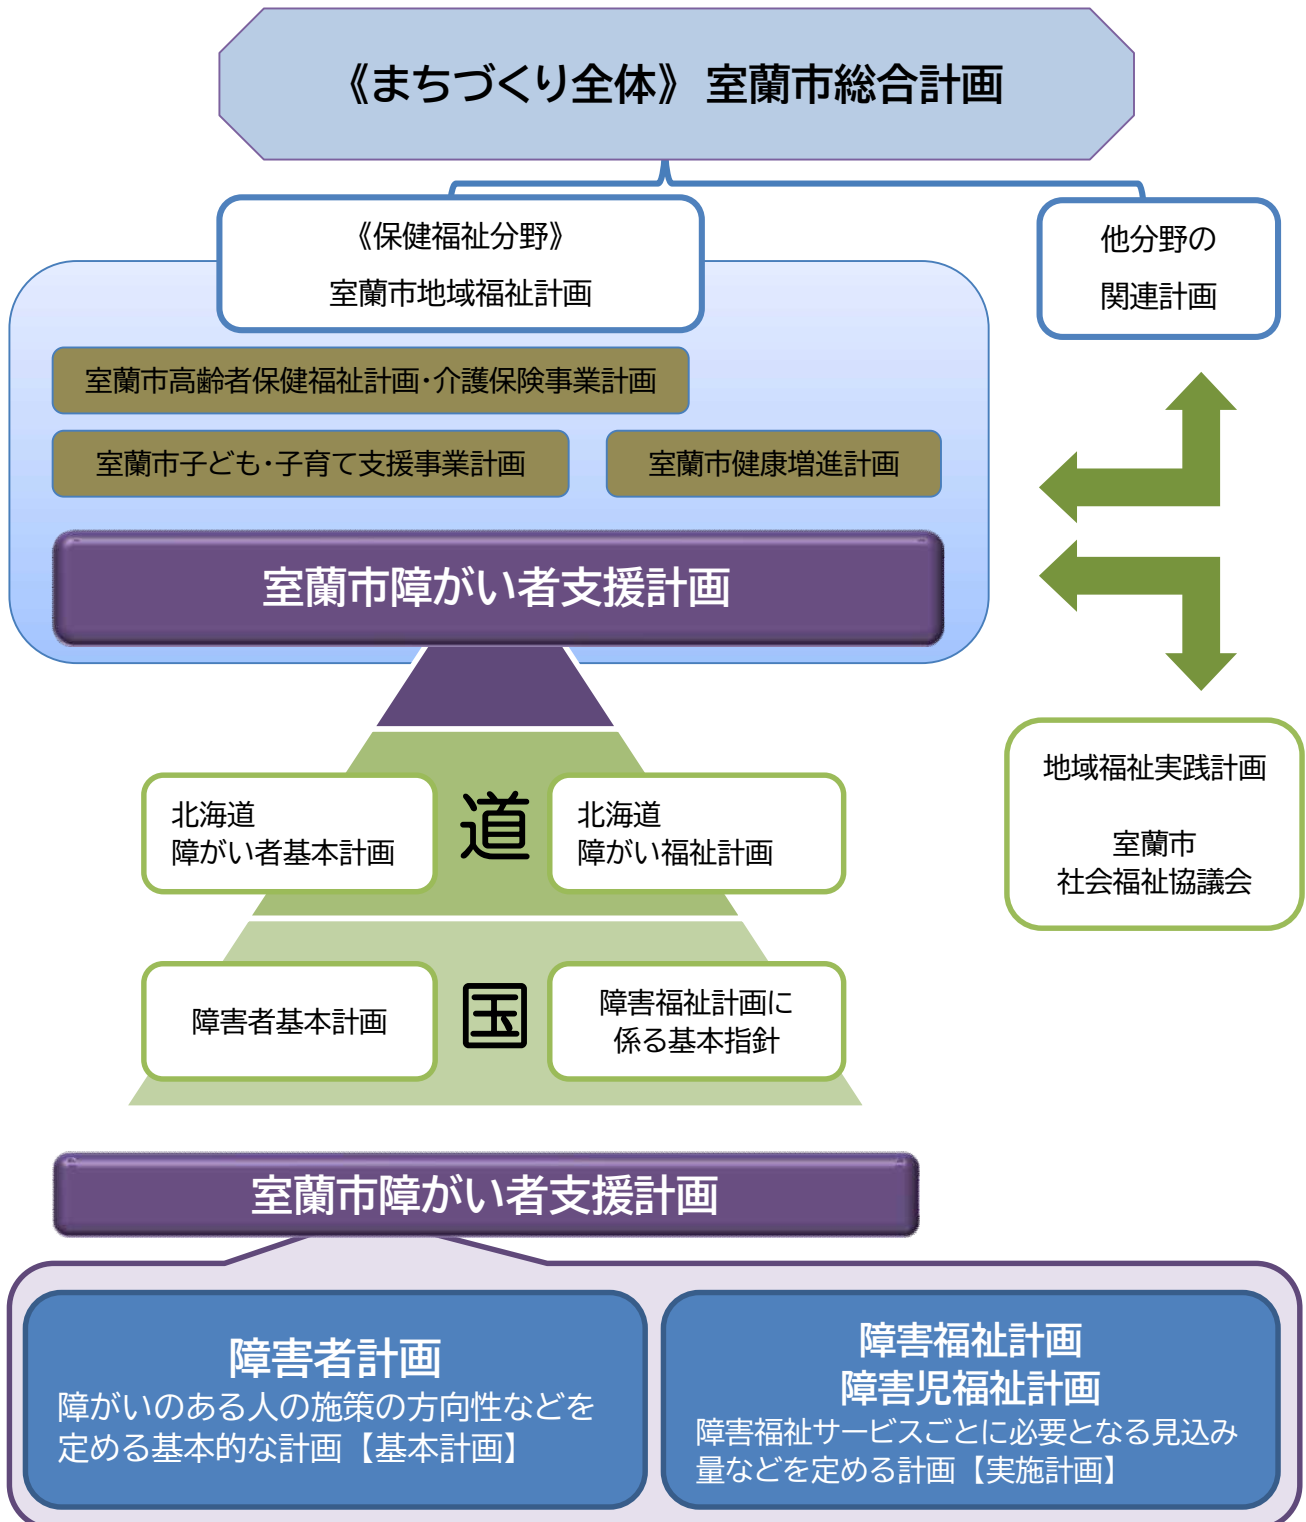 《まちづくり全体》 室蘭市総合計画
《保健福祉分野》
室蘭市地域福祉計画
他分野の
関連計画
室蘭市高齢者保健福祉計画・介護保険事業計画
室蘭市子ども・子育て支援事業計画
室蘭市健康増進計画
室蘭市障がい者支援計画
北海道
障がい者基本計画
道
北海道
障がい福祉計画
地域福祉実践計画
室蘭市
社会福祉協議会
障害者基本計画
国
障害福祉計画に
係る基本指針
室蘭市障がい者支援計画
障害者計画
障がいのある人の施策の方向性などを
定める基本的な計画【基本計画】
障害福祉計画
障害児福祉計画
障害福祉サービスごとに必要となる見込み
量などを定める計画【実施計画】